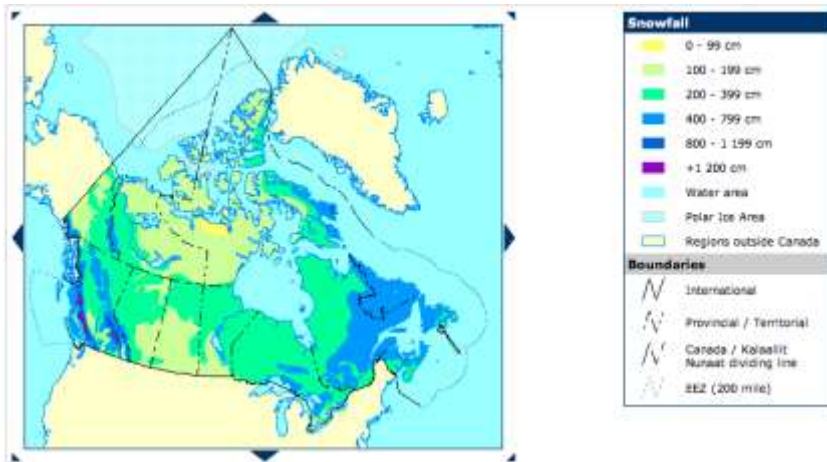 Snowfall
0 - 99 cm
100 - 199 cm
200 - 399 cm
400 - 799 cm
800 - 1 199 cm
+1 200 cm
Water area
Polar Ice Area
Regions outside Canada
Boundaries
International
Provincial / Territorial
Canada / Kalaallit
Nunaat dividing line
EEZ (200 mile)